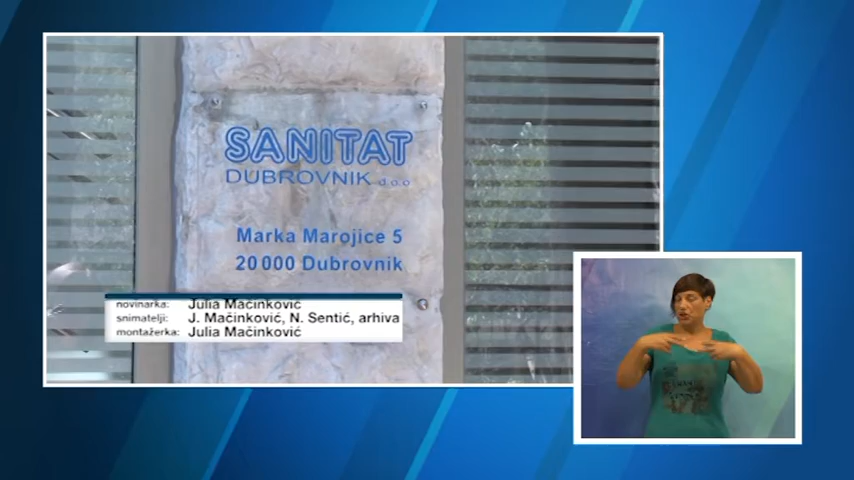 SANITAT
DUBROVNIK d.o.o
Marka Marojice 5
20 000 Dubrovnik
novinarka: Julia Mačinković
snimatelji: J. Mačinković, N. Sentić, arhiva
montažerka: Julia Mačinković